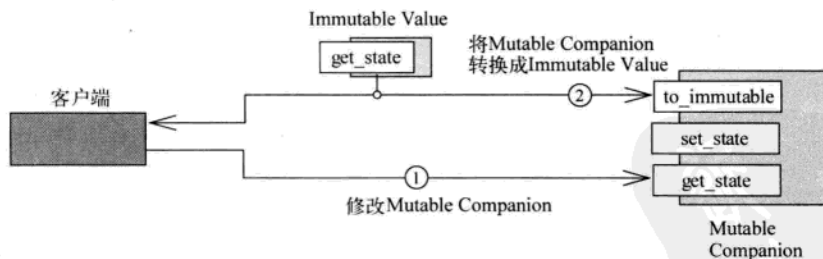 Immutable Value
get_state
将Mutable Companion
转换成Immutable Value
客户端
②
to_immutable
set_state
①
get_state
修改Mutable Companion
Mutable
Companion